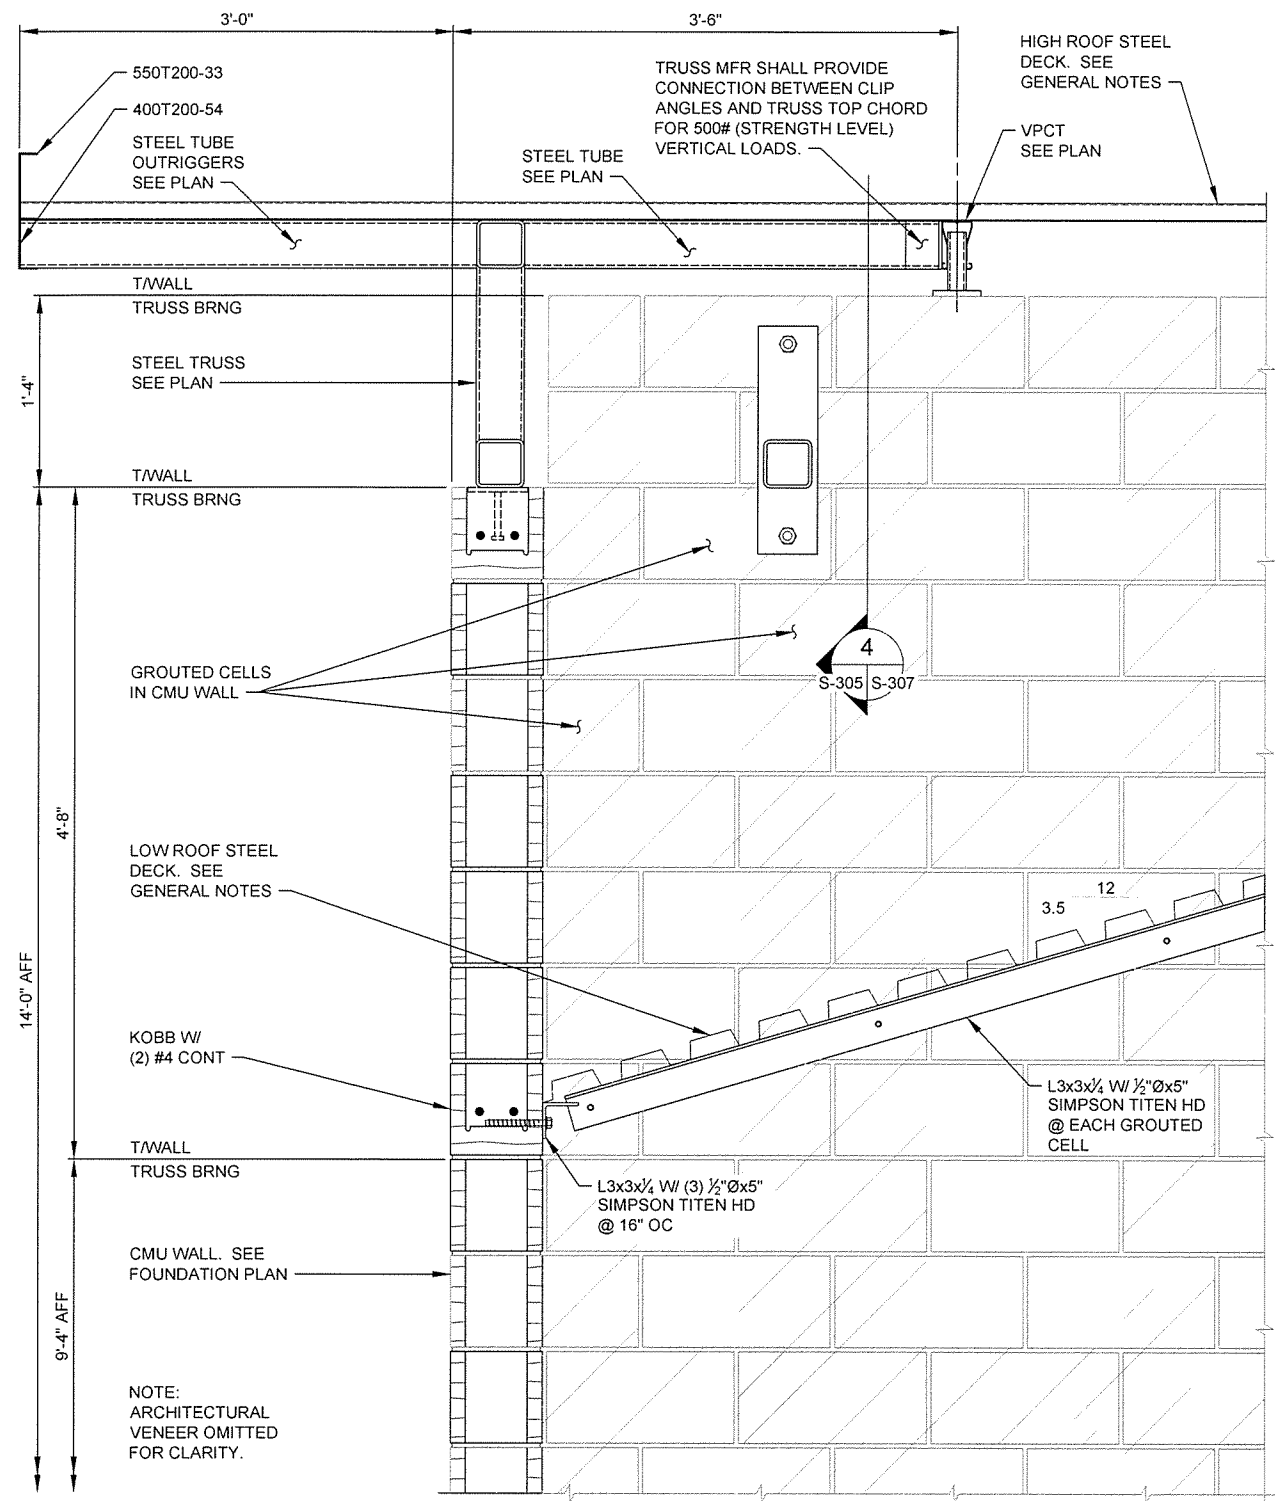 3'-0"
3'-6"
550T200-33
400T200-54
STEEL TUBE
OUTRIGGERS
SEE PLAN
STEEL TUBE
SEE PLAN
TRUSS MFR SHALL PROVIDE
CONNECTION BETWEEN CLIP
ANGLES AND TRUSS TOP CHORD
FOR 500# (STRENGTH LEVEL)
VERTICAL LOADS.
HIGH ROOF STEEL
DECK. SEE
GENERAL NOTES
VPCT
SEE PLAN
T/WALL
TRUSS BRNG
1'-4"
STEEL TRUSS
SEE PLAN
T/WALL
TRUSS BRNG
4
S-305 S-307
GROUTED CELLS
IN CMU WALL
4'-8"
14'-0" AFF
LOW ROOF STEEL
DECK. SEE
GENERAL NOTES
12
3.5
KOBB W/
(2) #4 CONT
L3x3x¼ W/ ½"Øx5"
SIMPSON TITEN HD
@ EACH GROUTED
CELL
T/WALL
TRUSS BRNG
L3x3x¼ W/ (3) ½"Øx5"
SIMPSON TITEN HD
@ 16" OC
CMU WALL. SEE
FOUNDATION PLAN
9'-4" AFF
NOTE:
ARCHITECTURAL
VENEER OMITTED
FOR CLARITY.